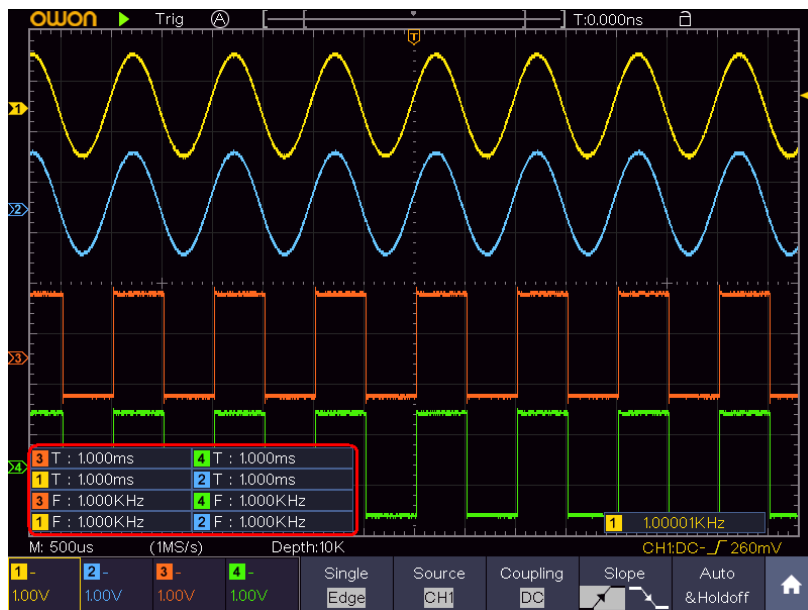 OWON Trig A T:0.000ns
T
1
2
3
4
3 T : 1.000ms 4 T : 1.000ms
1 T : 1.000ms 2 T : 1.000ms
3 F : 1.000KHz 4 F : 1.000KHz
1 F : 1.000KHz 2 F : 1.000KHz
1 1.00001KHz
M: 500us (1MS/s) Depth:10K CH1:DC- 260mV
1 - 2 - 3 - 4 - Single Source Coupling Slope Auto
1.00V 1.00V 1.00V 1.00V Edge CH1 DC &Holdoff